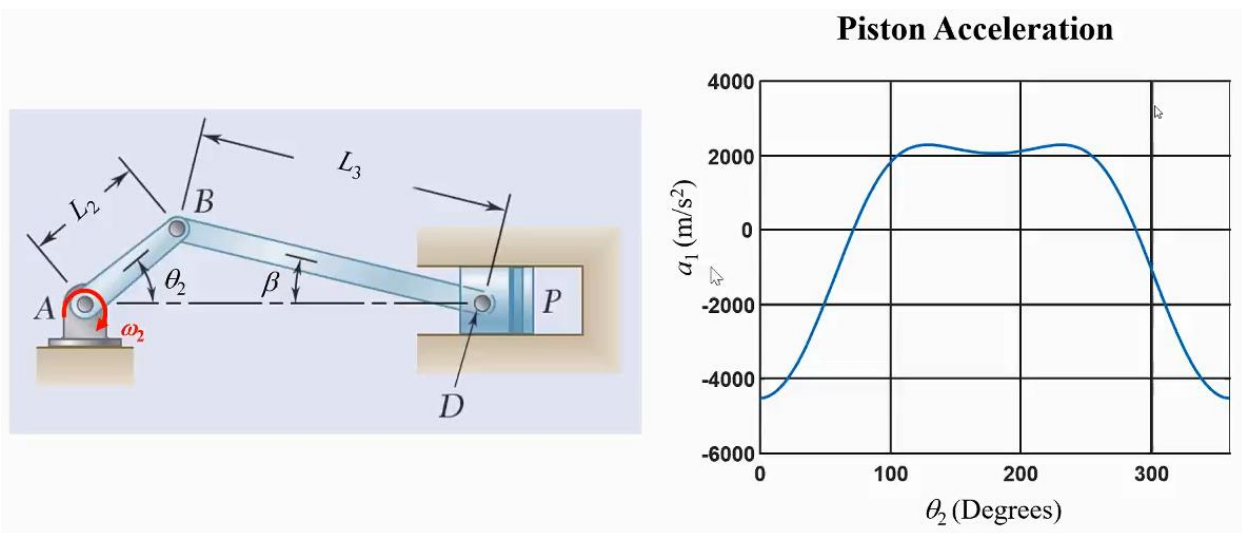 Piston Acceleration
L₂
L₃
B
θ₂
β
A
ω₂
P
D
4000
2000
0
-2000
-4000
-6000
a₁ (m/s²)
0 100 200 300
θ₂ (Degrees)